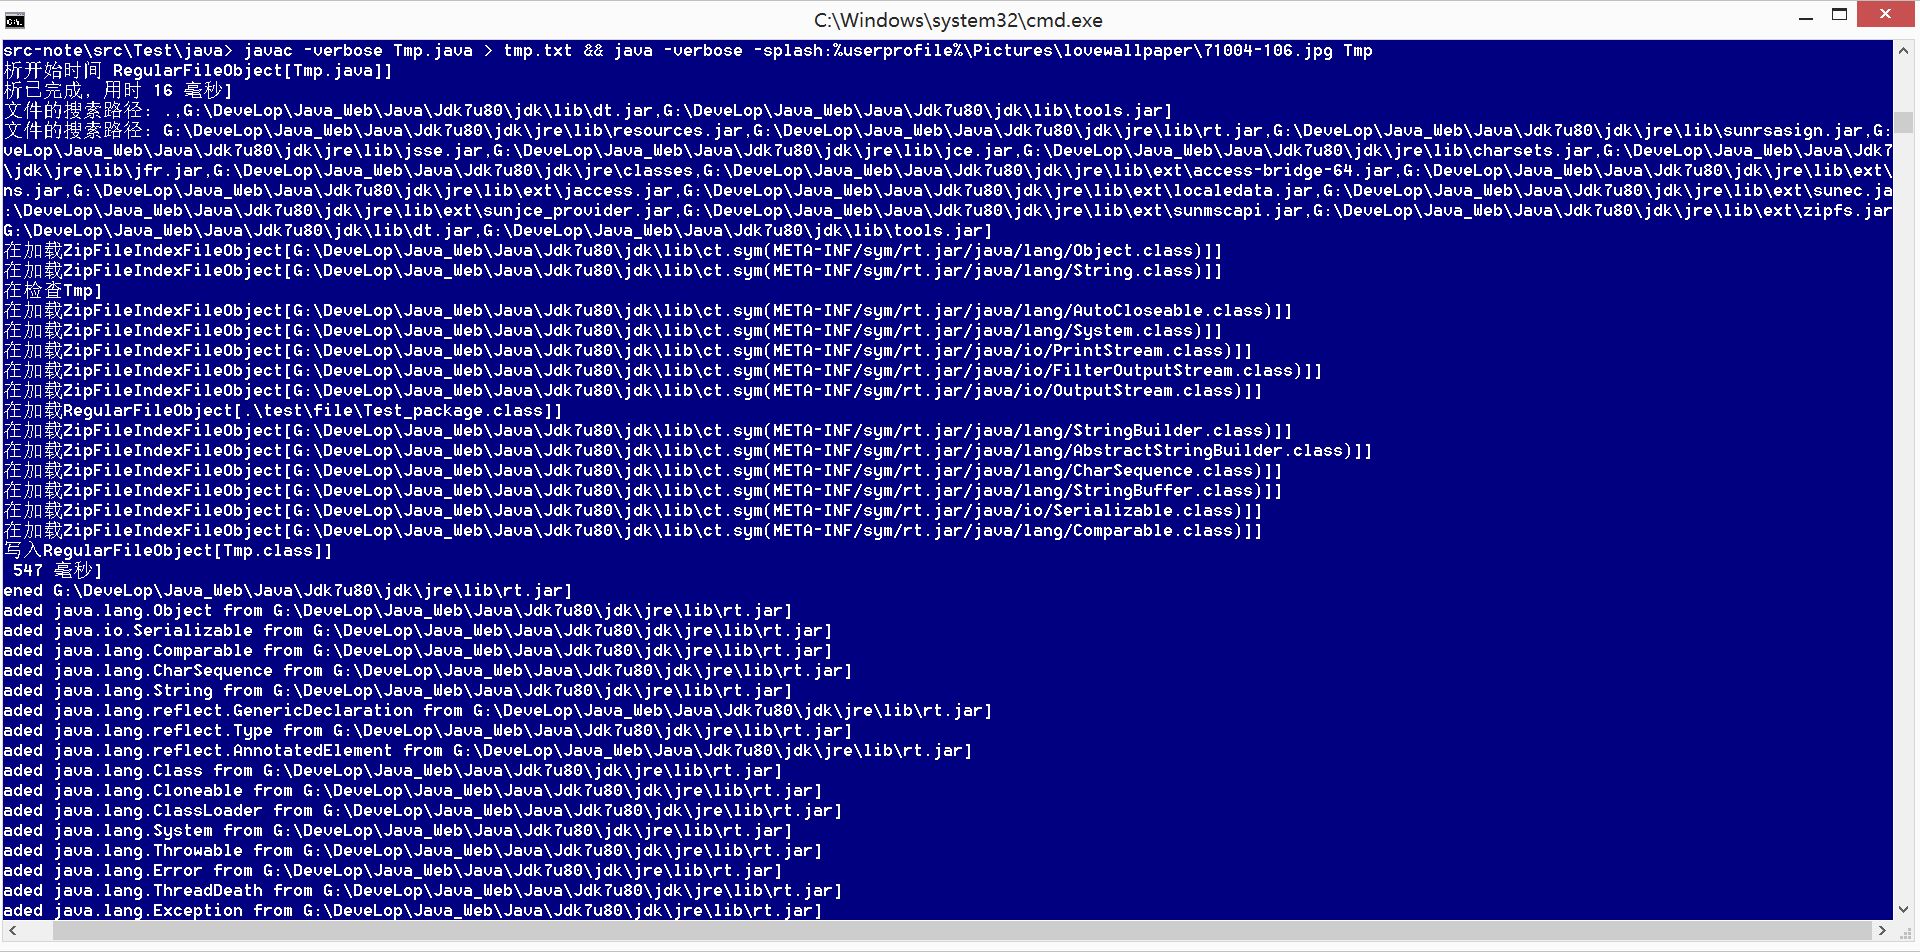 C:\Windows\system32\cmd.exe
src-note\src\Test\java> javac -verbose Tmp.java > tmp.txt && java -verbose -splash:%userprofile%\Pictures\lovewallpaper\71004-106.jpg Tmp
析开始时间 RegularFileObject[Tmp.java]]
析已完成, 用时 16 毫秒]
文件的搜索路径: .,G:\DeveLop\Java_Web\Java\Jdk7u80\jdk\lib\dt.jar,G:\DeveLop\Java_Web\Java\Jdk7u80\jdk\lib\tools.jar]
文件的搜索路径: G:\DeveLop\Java_Web\Java\Jdk7u80\jdk\jre\lib\resources.jar,G:\DeveLop\Java_Web\Java\Jdk7u80\jdk\jre\lib\rt.jar,G:\DeveLop\Java_Web\Java\Jdk7u80\jdk\jre\lib\sunrsasign.jar,G:
veLop\Java_Web\Java\Jdk7u80\jdk\jre\lib\jsse.jar,G:\DeveLop\Java_Web\Java\Jdk7u80\jdk\jre\lib\jce.jar,G:\DeveLop\Java_Web\Java\Jdk7u80\jdk\jre\lib\charsets.jar,G:\DeveLop\Java_Web\Java\Jdk7
\jdk\jre\lib\jfr.jar,G:\DeveLop\Java_Web\Java\Jdk7u80\jdk\jre\classes,G:\DeveLop\Java_Web\Java\Jdk7u80\jdk\jre\lib\ext\access-bridge-64.jar,G:\DeveLop\Java_Web\Java\Jdk7u80\jdk\jre\lib\ext\
ns.jar,G:\DeveLop\Java_Web\Java\Jdk7u80\jdk\jre\lib\ext\jaccess.jar,G:\DeveLop\Java_Web\Java\Jdk7u80\jdk\jre\lib\ext\localedata.jar,G:\DeveLop\Java_Web\Java\Jdk7u80\jdk\jre\lib\ext\sunec.ja
:\DeveLop\Java_Web\Java\Jdk7u80\jdk\jre\lib\ext\sunjce_provider.jar,G:\DeveLop\Java_Web\Java\Jdk7u80\jdk\jre\lib\ext\sunmscapi.jar,G:\DeveLop\Java_Web\Java\Jdk7u80\jdk\jre\lib\ext\zipfs.jar
G:\DeveLop\Java_Web\Java\Jdk7u80\jdk\lib\dt.jar,G:\DeveLop\Java_Web\Java\Jdk7u80\jdk\lib\tools.jar]
在加载ZipFileIndexFileObject[G:\DeveLop\Java_Web\Java\Jdk7u80\jdk\lib\ct.sym(META-INF/sym/rt.jar/java/lang/Object.class)]]
在加载ZipFileIndexFileObject[G:\DeveLop\Java_Web\Java\Jdk7u80\jdk\lib\ct.sym(META-INF/sym/rt.jar/java/lang/String.class)]]
在检查Tmp]
在加载ZipFileIndexFileObject[G:\DeveLop\Java_Web\Java\Jdk7u80\jdk\lib\ct.sym(META-INF/sym/rt.jar/java/lang/AutoCloseable.class)]]
在加载ZipFileIndexFileObject[G:\DeveLop\Java_Web\Java\Jdk7u80\jdk\lib\ct.sym(META-INF/sym/rt.jar/java/lang/System.class)]]
在加载ZipFileIndexFileObject[G:\DeveLop\Java_Web\Java\Jdk7u80\jdk\lib\ct.sym(META-INF/sym/rt.jar/java/io/PrintStream.class)]]
在加载ZipFileIndexFileObject[G:\DeveLop\Java_Web\Java\Jdk7u80\jdk\lib\ct.sym(META-INF/sym/rt.jar/java/io/FilterOutputStream.class)]]
在加载ZipFileIndexFileObject[G:\DeveLop\Java_Web\Java\Jdk7u80\jdk\lib\ct.sym(META-INF/sym/rt.jar/java/io/OutputStream.class)]]
在加载RegularFileObject[.\test\file\Test_package.class]]
在加载ZipFileIndexFileObject[G:\DeveLop\Java_Web\Java\Jdk7u80\jdk\lib\ct.sym(META-INF/sym/rt.jar/java/lang/StringBuilder.class)]]
在加载ZipFileIndexFileObject[G:\DeveLop\Java_Web\Java\Jdk7u80\jdk\lib\ct.sym(META-INF/sym/rt.jar/java/lang/AbstractStringBuilder.class)]]
在加载ZipFileIndexFileObject[G:\DeveLop\Java_Web\Java\Jdk7u80\jdk\lib\ct.sym(META-INF/sym/rt.jar/java/lang/CharSequence.class)]]
在加载ZipFileIndexFileObject[G:\DeveLop\Java_Web\Java\Jdk7u80\jdk\lib\ct.sym(META-INF/sym/rt.jar/java/lang/StringBuffer.class)]]
在加载ZipFileIndexFileObject[G:\DeveLop\Java_Web\Java\Jdk7u80\jdk\lib\ct.sym(META-INF/sym/rt.jar/java/io/Serializable.class)]]
在加载ZipFileIndexFileObject[G:\DeveLop\Java_Web\Java\Jdk7u80\jdk\lib\ct.sym(META-INF/sym/rt.jar/java/lang/Comparable.class)]]
写入RegularFileObject[Tmp.class]]
547 毫秒]
ened G:\DeveLop\Java_Web\Java\Jdk7u80\jdk\jre\lib\rt.jar]
aded java.lang.Object from G:\DeveLop\Java_Web\Java\Jdk7u80\jdk\jre\lib\rt.jar]
aded java.io.Serializable from G:\DeveLop\Java_Web\Java\Jdk7u80\jdk\jre\lib\rt.jar]
aded java.lang.Comparable from G:\DeveLop\Java_Web\Java\Jdk7u80\jdk\jre\lib\rt.jar]
aded java.lang.CharSequence from G:\DeveLop\Java_Web\Java\Jdk7u80\jdk\jre\lib\rt.jar]
aded java.lang.String from G:\DeveLop\Java_Web\Java\Jdk7u80\jdk\jre\lib\rt.jar]
aded java.lang.reflect.GenericDeclaration from G:\DeveLop\Java_Web\Java\Jdk7u80\jdk\jre\lib\rt.jar]
aded java.lang.reflect.Type from G:\DeveLop\Java_Web\Java\Jdk7u80\jdk\jre\lib\rt.jar]
aded java.lang.reflect.AnnotatedElement from G:\DeveLop\Java_Web\Java\Jdk7u80\jdk\jre\lib\rt.jar]
aded java.lang.Class from G:\DeveLop\Java_Web\Java\Jdk7u80\jdk\jre\lib\rt.jar]
aded java.lang.Cloneable from G:\DeveLop\Java_Web\Java\Jdk7u80\jdk\jre\lib\rt.jar]
aded java.lang.ClassLoader from G:\DeveLop\Java_Web\Java\Jdk7u80\jdk\jre\lib\rt.jar]
aded java.lang.System from G:\DeveLop\Java_Web\Java\Jdk7u80\jdk\jre\lib\rt.jar]
aded java.lang.Throwable from G:\DeveLop\Java_Web\Java\Jdk7u80\jdk\jre\lib\rt.jar]
aded java.lang.Error from G:\DeveLop\Java_Web\Java\Jdk7u80\jdk\jre\lib\rt.jar]
aded java.lang.ThreadDeath from G:\DeveLop\Java_Web\Java\Jdk7u80\jdk\jre\lib\rt.jar]
aded java.lang.Exception from G:\DeveLop\Java_Web\Java\Jdk7u80\jdk\jre\lib\rt.jar]